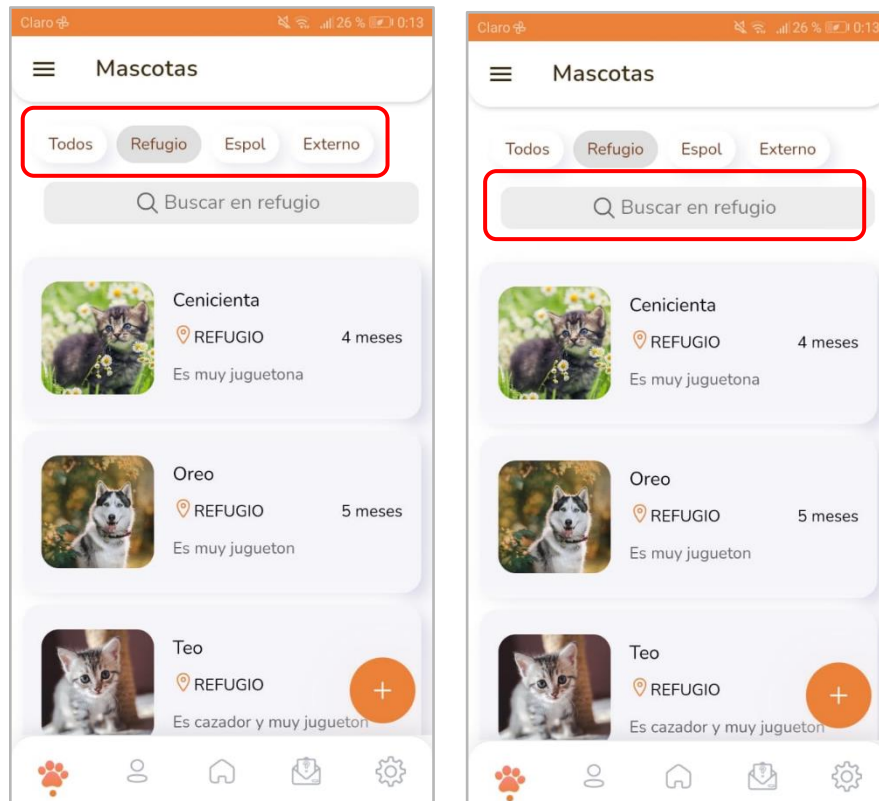 Claro 26 % 0:13
Mascotas
Todos Refugio Espol Externo
Buscar en refugio
Cenicienta
REFUGIO 4 meses
Es muy juguetona
Oreo
REFUGIO 5 meses
Es muy jugueton
Teo
REFUGIO
Es cazador y muy jugueton
Claro 26 % 0:13
Mascotas
Todos Refugio Espol Externo
Buscar en refugio
Cenicienta
REFUGIO 4 meses
Es muy juguetona
Oreo
REFUGIO 5 meses
Es muy jugueton
Teo
REFUGIO
Es cazador y muy jugueton